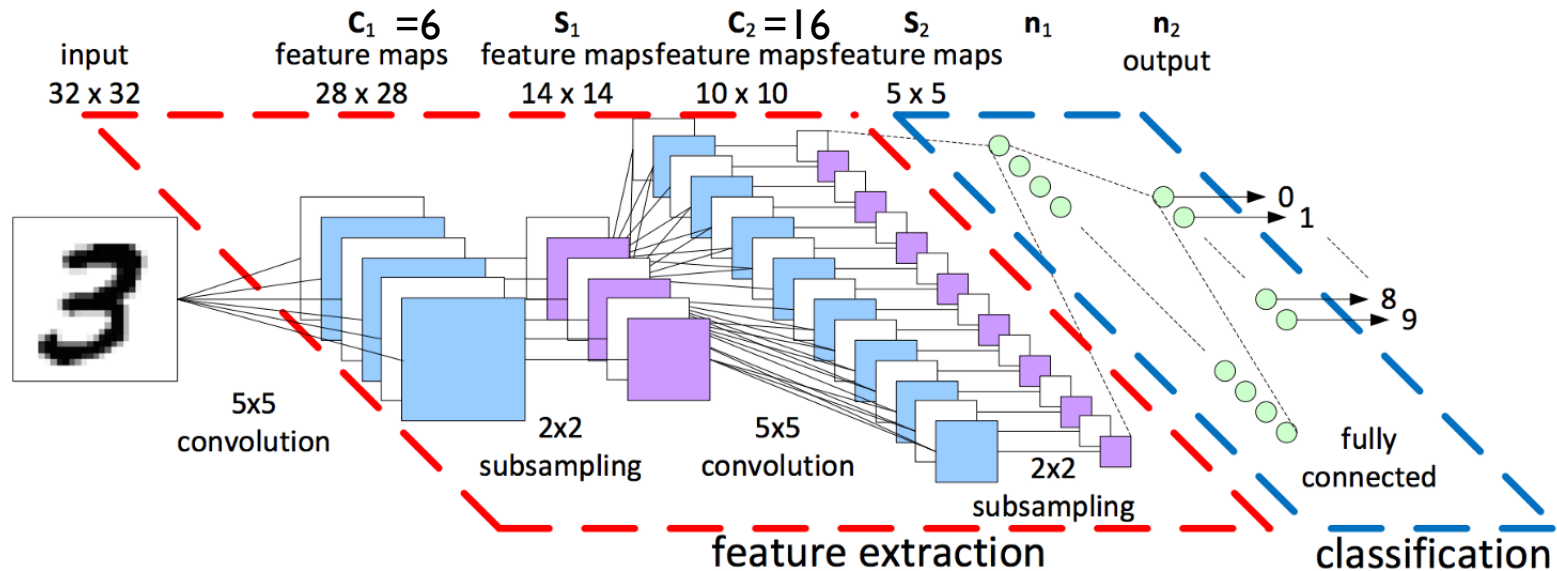 C1 =6 S1 C2 =16 S2 n1 n2
input feature maps feature maps feature maps feature maps output
32 x 32 28 x 28 14 x 14 10 x 10 5 x 5
0
1
8
9
5x5
convolution
2x2
subsampling
5x5
convolution
2x2
subsampling
fully
connected
feature extraction
classification